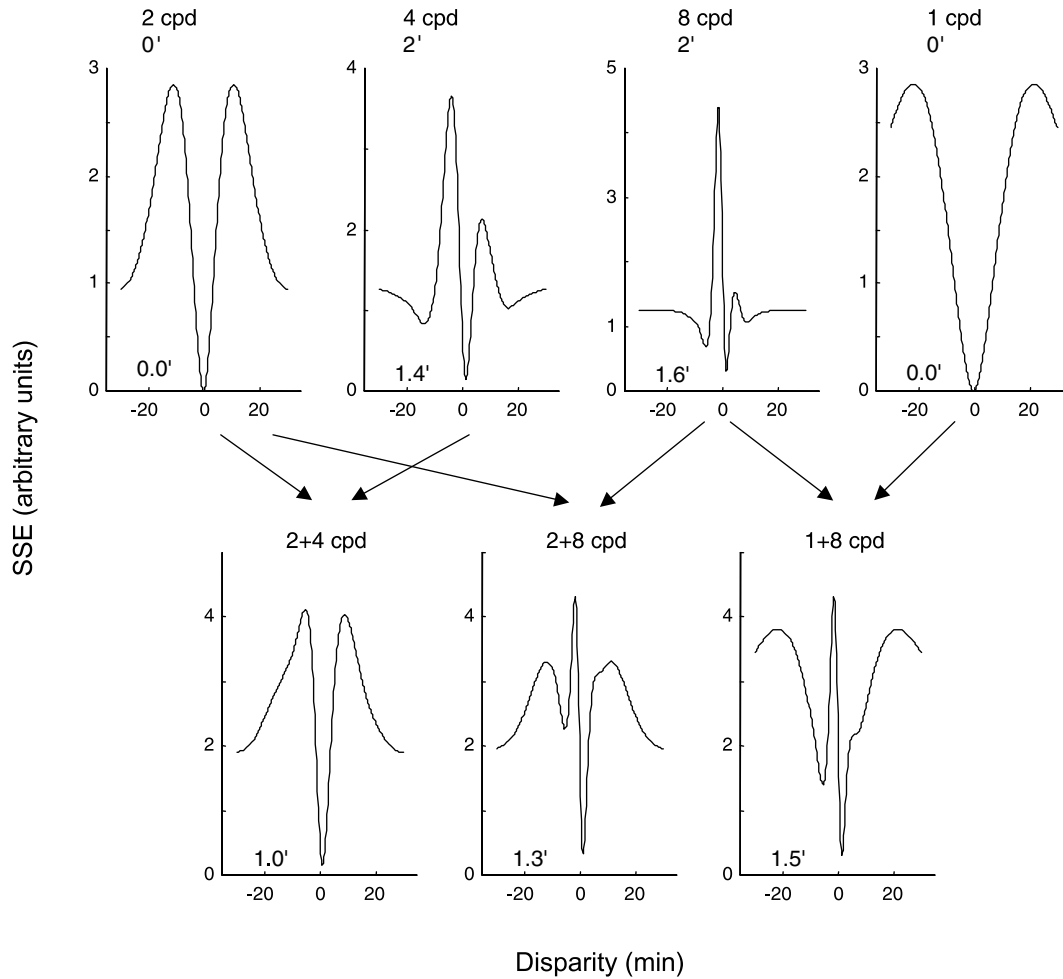 2 cpd 4 cpd 8 cpd 1 cpd
0' 2' 2' 0'
3 4 5
3
2
2 3 2
1 1 1
0.0' 1.4' 1.6' 0.0'
0 0 0 0
-20 0 20 -20 0 20 -20 0 20 -20 0 20
SSE (arbitrary units)
2+4 cpd 2+8 cpd 1+8 cpd
4 4 4
2 2 2
1.0' 1.3' 1.5'
0 0 0
-20 0 20 -20 0 20 -20 0 20
Disparity (min)